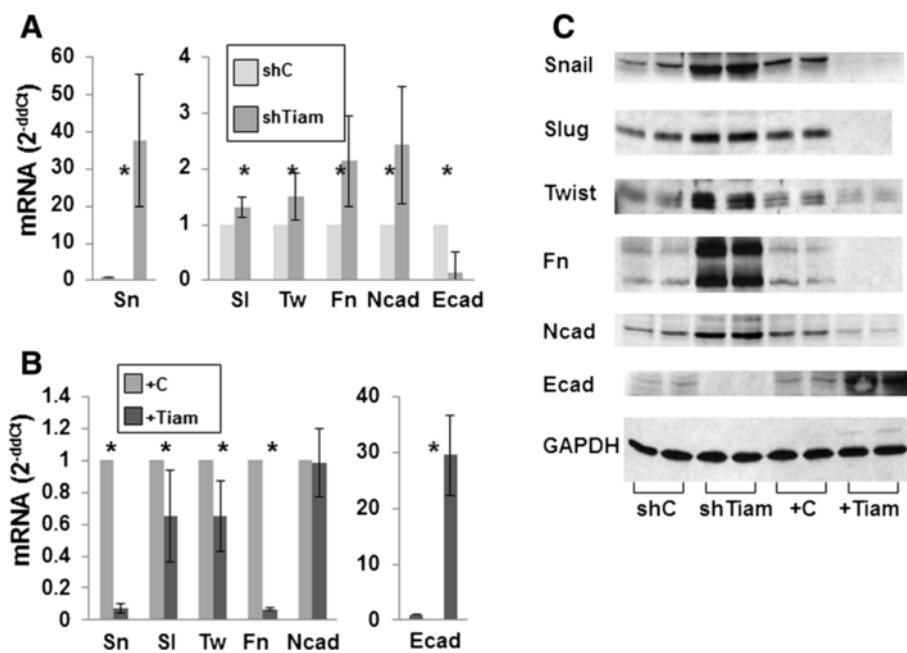 A
mRNA (2-ddCt)
60
50
40
30
20
10
0
Sn
4
3
2
1
0
shC
shTiam
*
* * * * *
Sl Tw Fn Ncad Ecad
B
mRNA (2-ddCt)
1.4
1.2
1
0.8
0.6
0.4
0.2
0
+C
+Tiam
* * * *
Sn Sl Tw Fn Ncad
40
30
20
10
0
*
Ecad
C
Snail
Slug
Twist
Fn
Ncad
Ecad
GAPDH
shC shTiam +C +Tiam